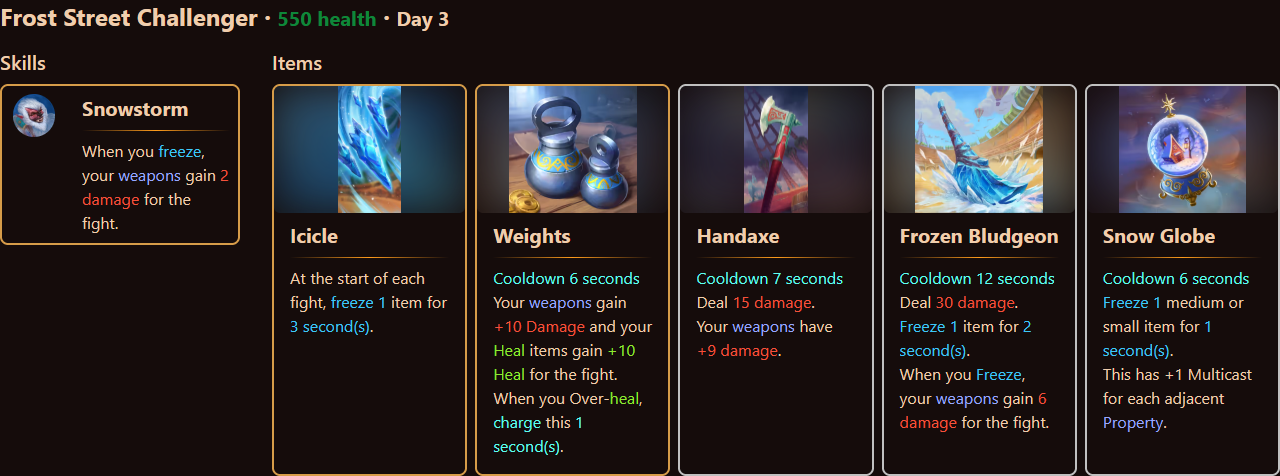 Frost Street Challenger · 550 health · Day 3
Skills
Snowstorm
When you freeze,
your weapons gain 2
damage for the
fight.
Items
Icicle
At the start of each
fight, freeze 1 item for
3 second(s).
Weights
Cooldown 6 seconds
Your weapons gain
+10 Damage and your
Heal items gain +10
Heal for the fight.
When you Over-heal,
charge this 1
second(s).
Handaxe
Cooldown 7 seconds
Deal 15 damage.
Your weapons have
+9 damage.
Frozen Bludgeon
Cooldown 12 seconds
Deal 30 damage.
Freeze 1 item for 2
second(s).
When you Freeze,
your weapons gain 6
damage for the fight.
Snow Globe
Cooldown 6 seconds
Freeze 1 medium or
small item for 1
second(s).
This has +1 Multicast
for each adjacent
Property.